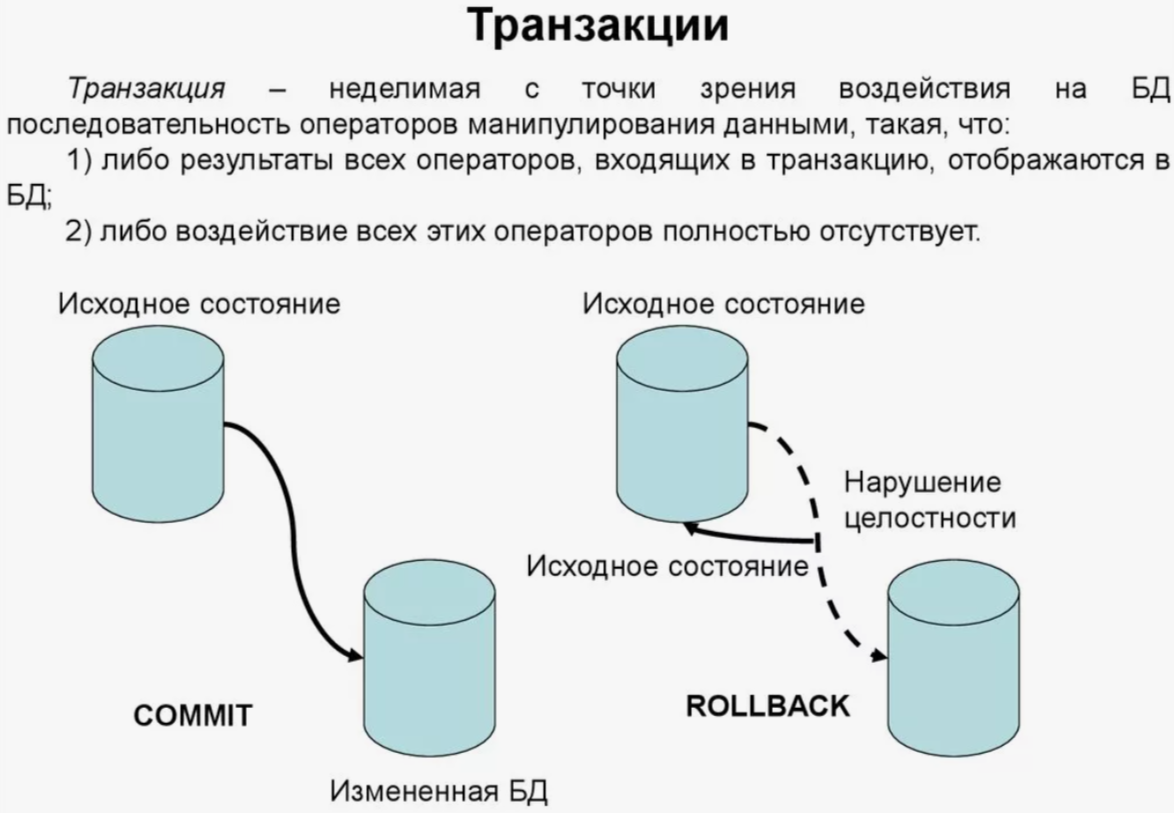 Транзакции
Транзакция – неделимая с точки зрения воздействия на БД
последовательность операторов манипулирования данными, такая, что:
1) либо результаты всех операторов, входящих в транзакцию, отображаются в
БД;
2) либо воздействие всех этих операторов полностью отсутствует.
Исходное состояние
Исходное состояние
Нарушение
целостности
Исходное состояние
COMMIT
ROLLBACK
Измененная БД